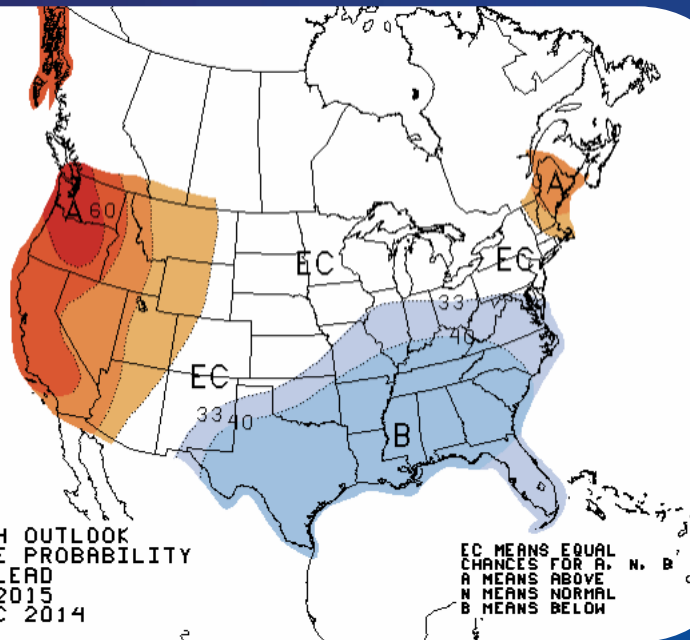 A
A 60
EC
EC
33
40
EC
33 40
B
H OUTLOOK
E PROBABILITY
LEAD
2015
C 2014
EC MEANS EQUAL
CHANCES FOR A, N, B
A MEANS ABOVE
N MEANS NORMAL
B MEANS BELOW